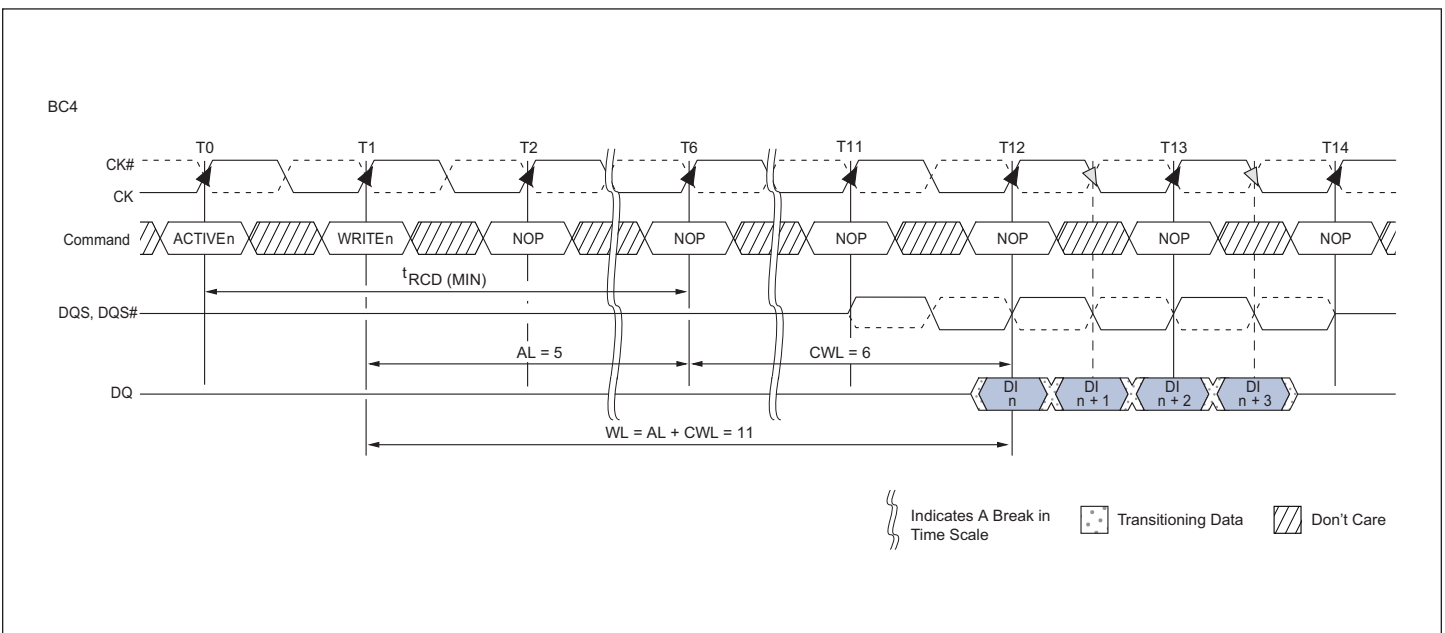 BC4
T0 T1 T2 T6 T11 T12 T13 T14
CK#
CK
Command ACTIVEn WRITEn NOP NOP NOP NOP NOP NOP
tRCD (MIN)
DQS, DQS#
AL = 5 CWL = 6
DQ DI n DI n + 1 DI n + 2 DI n + 3
WL = AL + CWL = 11
Indicates A Break in Time Scale Transitioning Data Don't Care